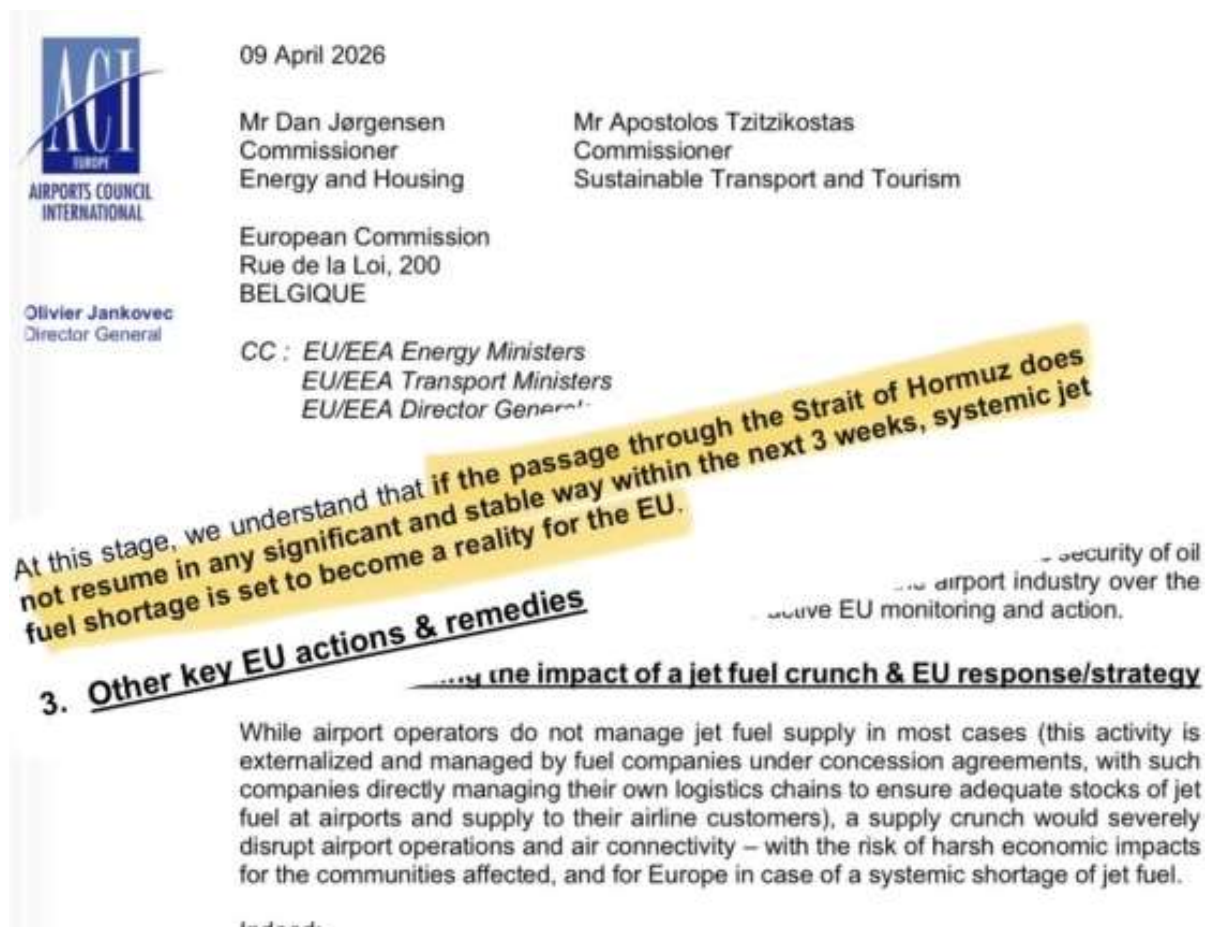 ACI
EUROPE
AIRPORTS COUNCIL
INTERNATIONAL
Olivier Jankovec
Director General
09 April 2026
Mr Dan Jørgensen
Commissioner
Energy and Housing
Mr Apostolos Tzitzikostas
Commissioner
Sustainable Transport and Tourism
European Commission
Rue de la Loi, 200
BELGIQUE
CC : EU/EEA Energy Ministers
EU/EEA Transport Ministers
EU/EEA Director
At this stage, we understand that if the passage through the Strait of Hormuz does
not resume in any significant and stable way within the next 3 weeks, systemic jet
fuel shortage is set to become a reality for the EU.
3. Other key EU actions & remedies
security of oil
airport industry over the
EU monitoring and action.
the impact of a jet fuel crunch & EU response/strategy
While airport operators do not manage jet fuel supply in most cases (this activity is
externalized and managed by fuel companies under concession agreements, with such
companies directly managing their own logistics chains to ensure adequate stocks of jet
fuel at airports and supply to their airline customers), a supply crunch would severely
disrupt airport operations and air connectivity – with the risk of harsh economic impacts
for the communities affected, and for Europe in case of a systemic shortage of jet fuel.